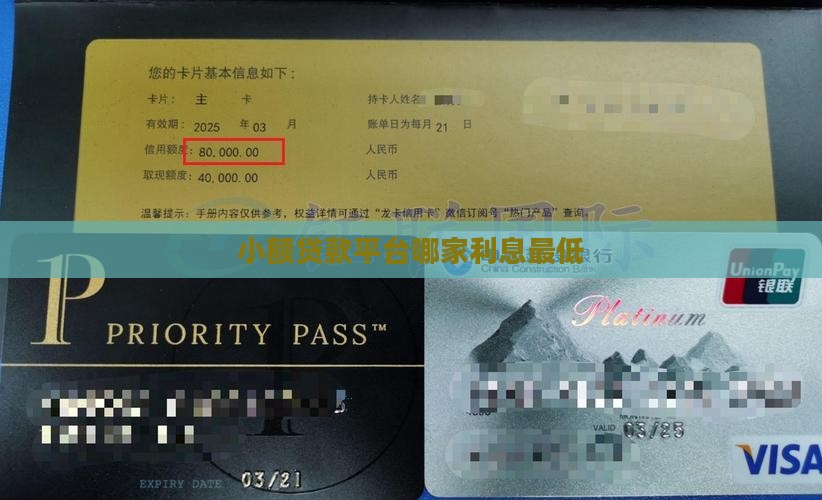 您的卡片基本信息如下：
卡片： 主 卡 持卡人姓名
有效期： 2025 年 03 月 账单日为每月 21 日
信用额度： 80,000.00 人民币
取现额度： 40,000.00 人民币
温馨提示：手册内容仅供参考，权益详情可通过“龙卡信用卡”微信订阅号“热门产品”查询。
小额贷款平台哪家利息最低
银行
China Construction Bank
UnionPay
银联
Platinum
P
PRIORITY PASS™
VALID 03/25
EXPIRY DATE 03/21
VISA